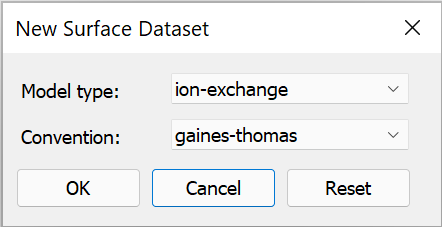 New Surface Dataset
Model type: ion-exchange
Convention: gaines-thomas
OK Cancel Reset